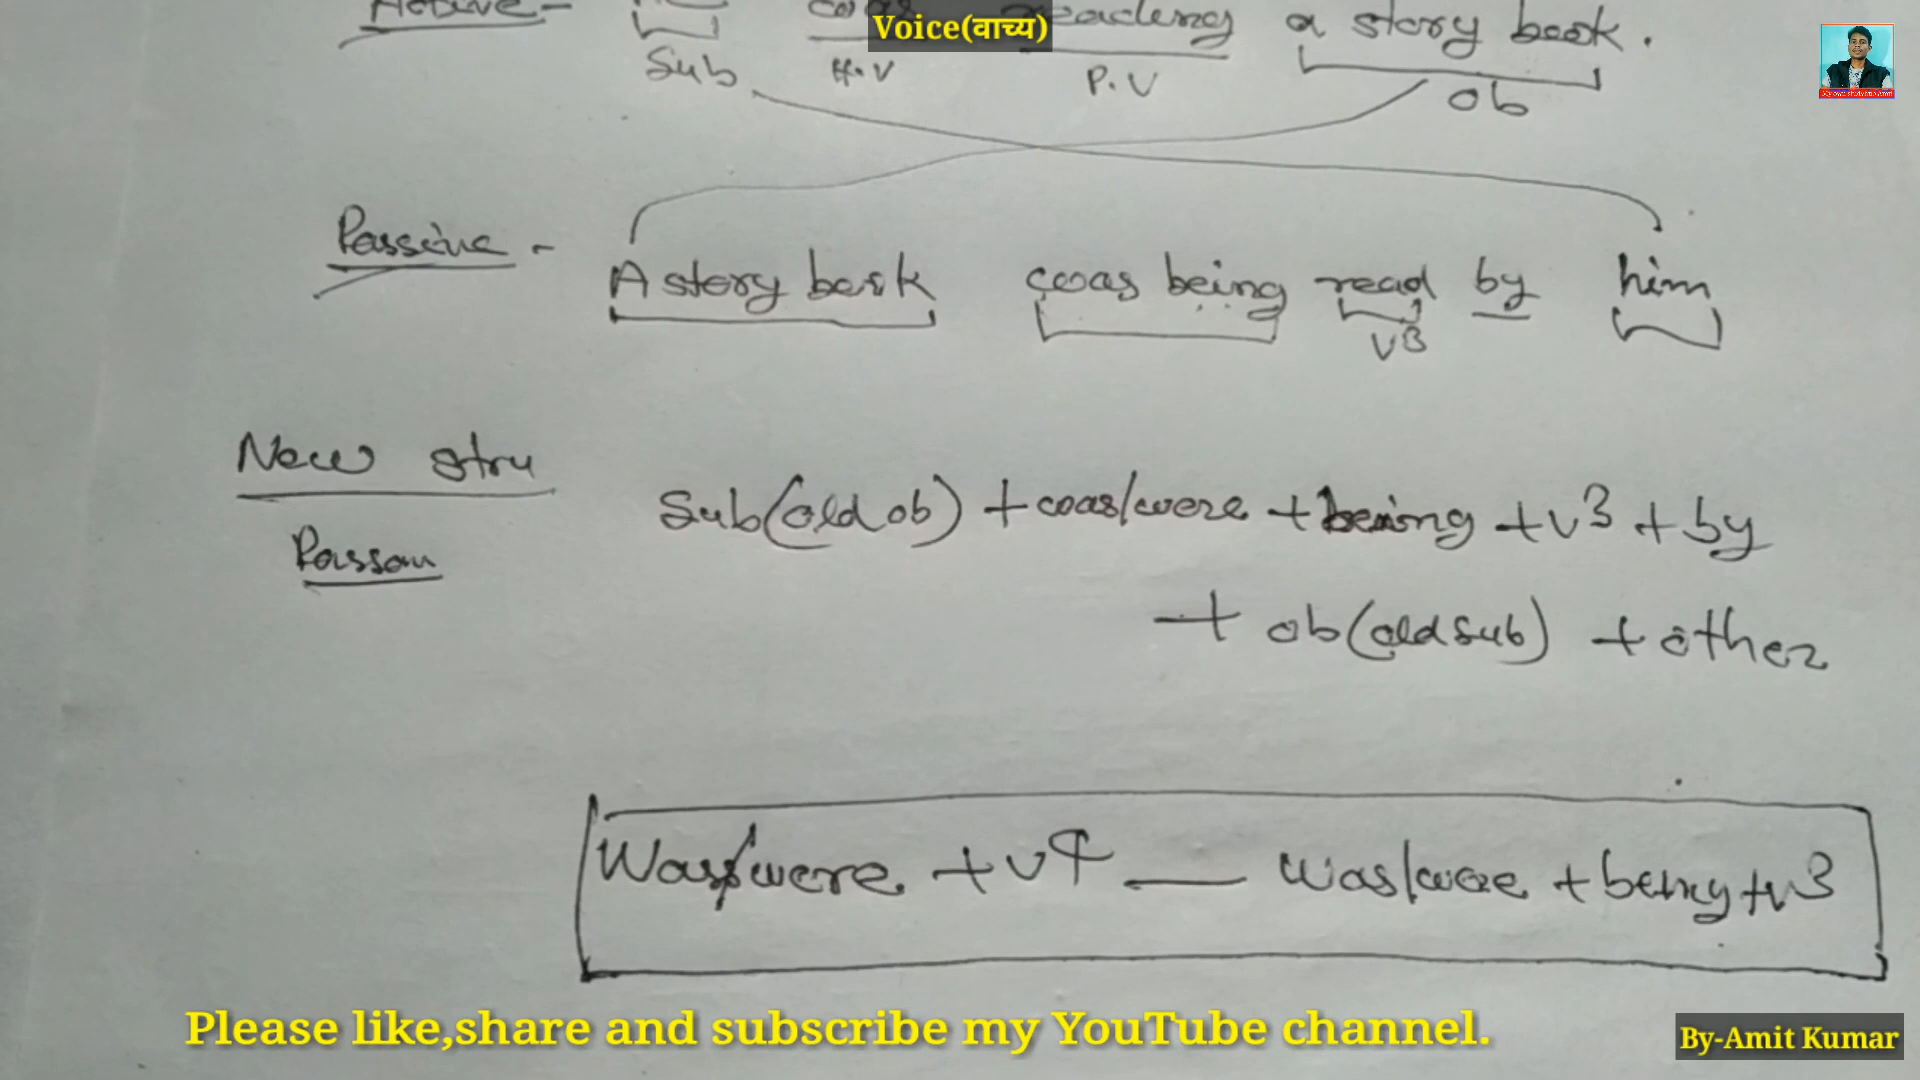 Active - was reading a story book.
Voice(वाच्य)
Sub H.V P.V ob
Passive - A story book was being read by him
v3
New stru
Sub(old ob) + was/were + being + v3 + by
+ ob(old sub) + other
Was/were + v4 — was/were + being + v3
Please like,share and subscribe my YouTube channel.
By-Amit Kumar